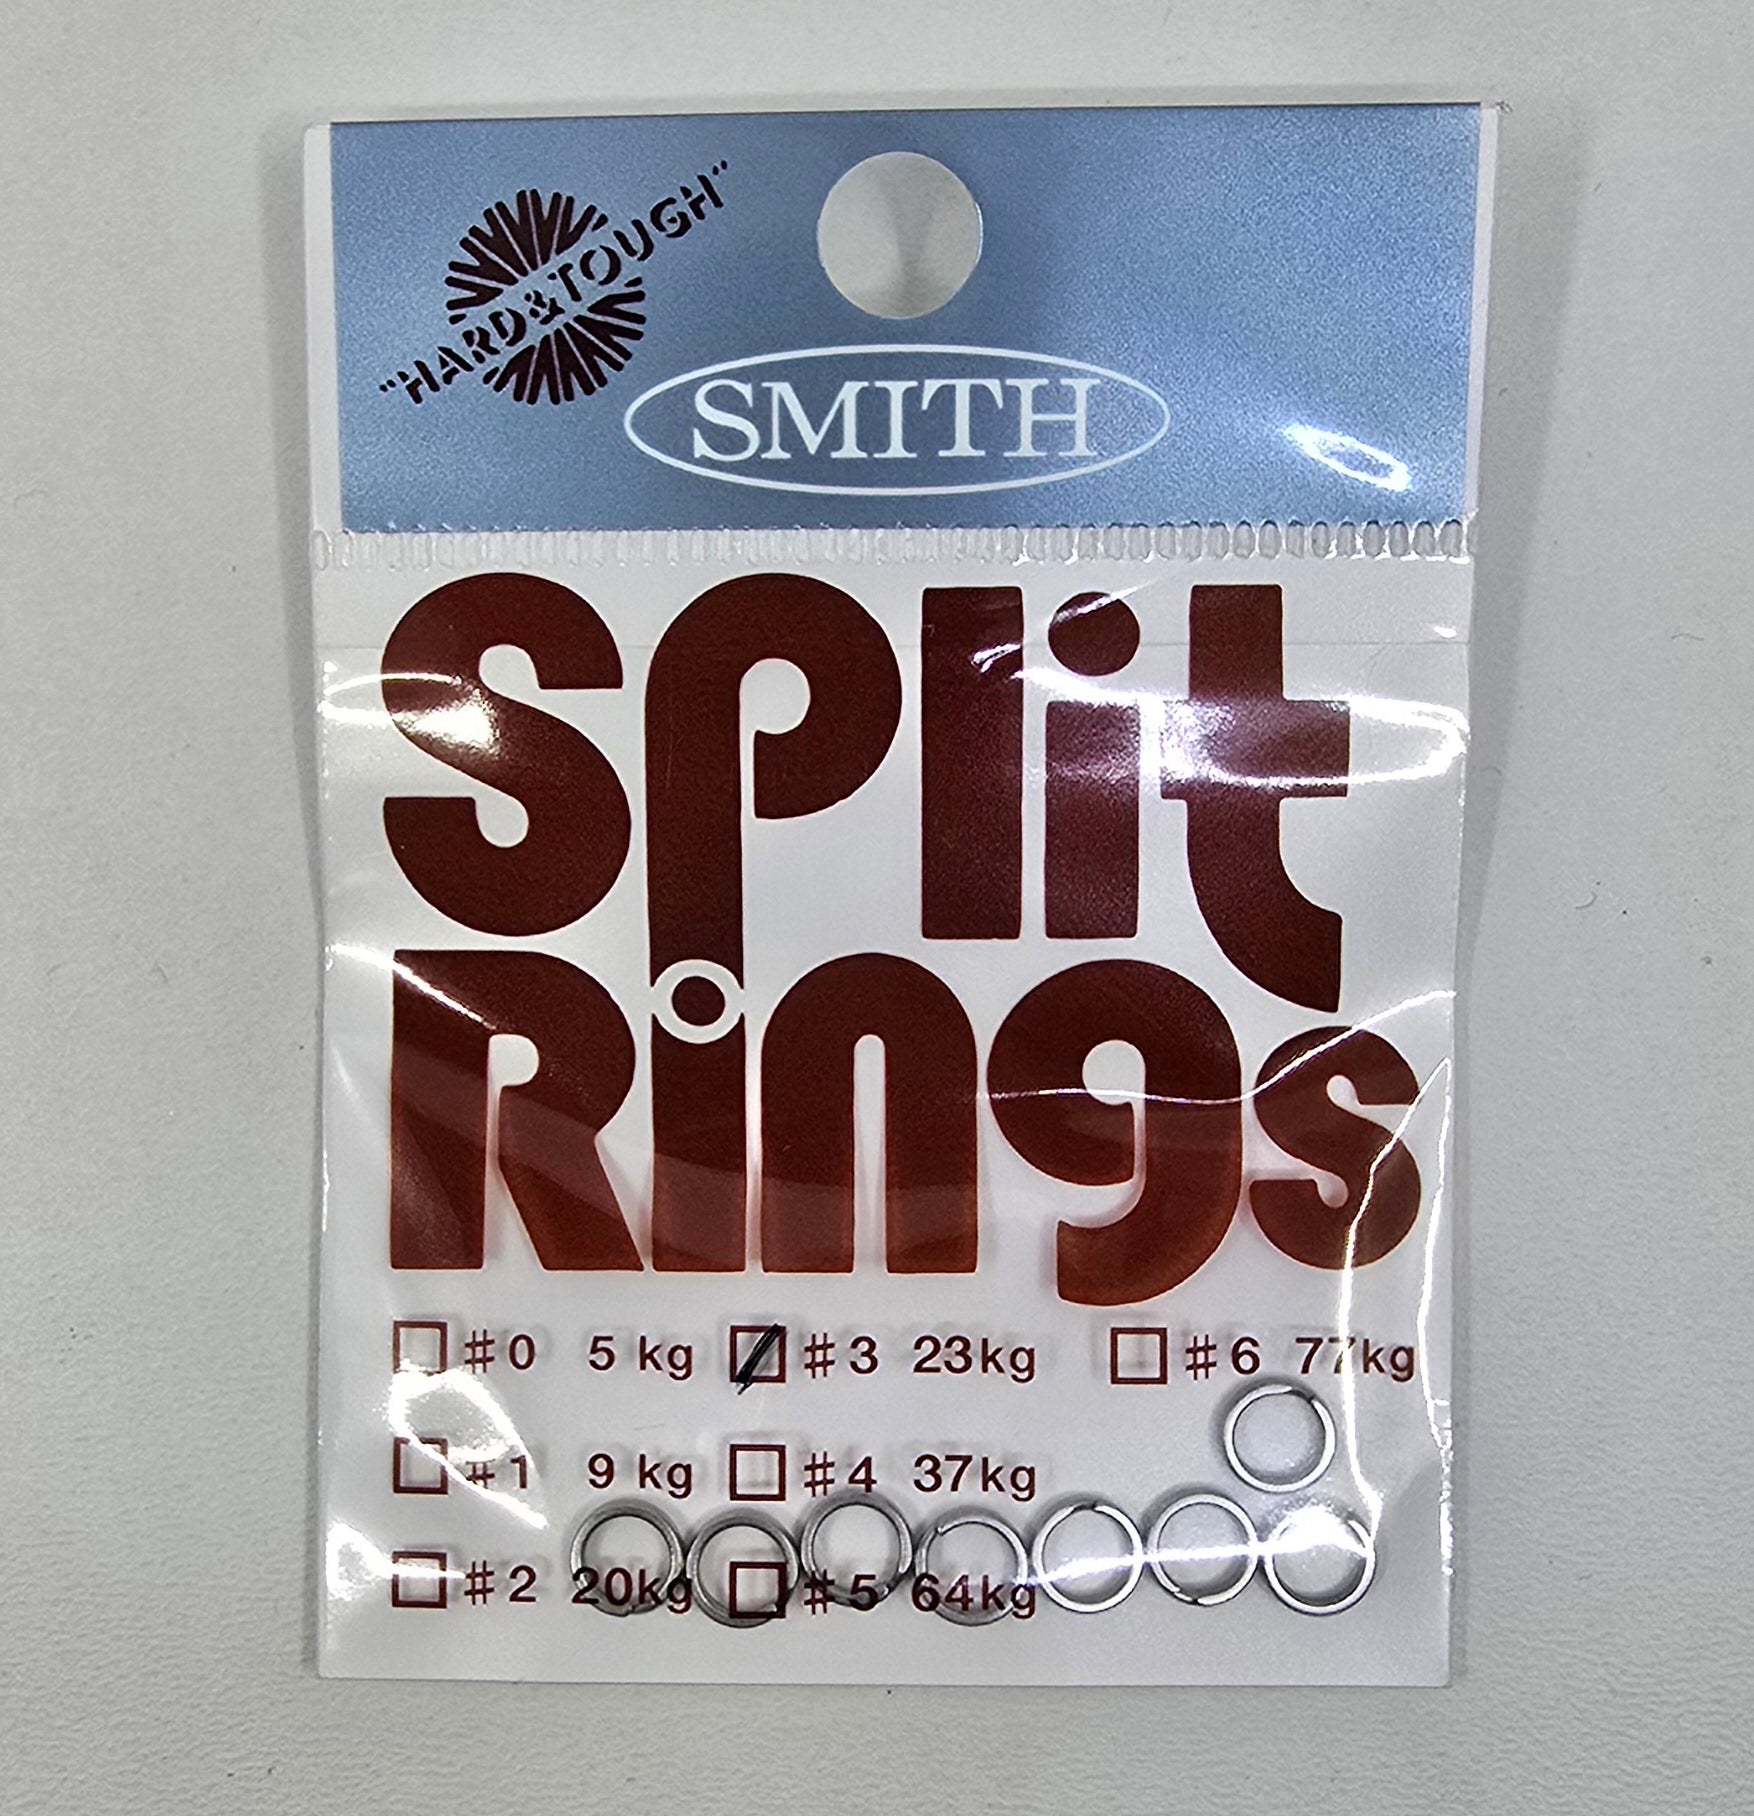 "HARD&TOUGH"
SMITH
Split
Rings
#0 5 kg #3 23kg #6 77kg
#1 9 kg #4 37kg
#2 20kg #5 64kg